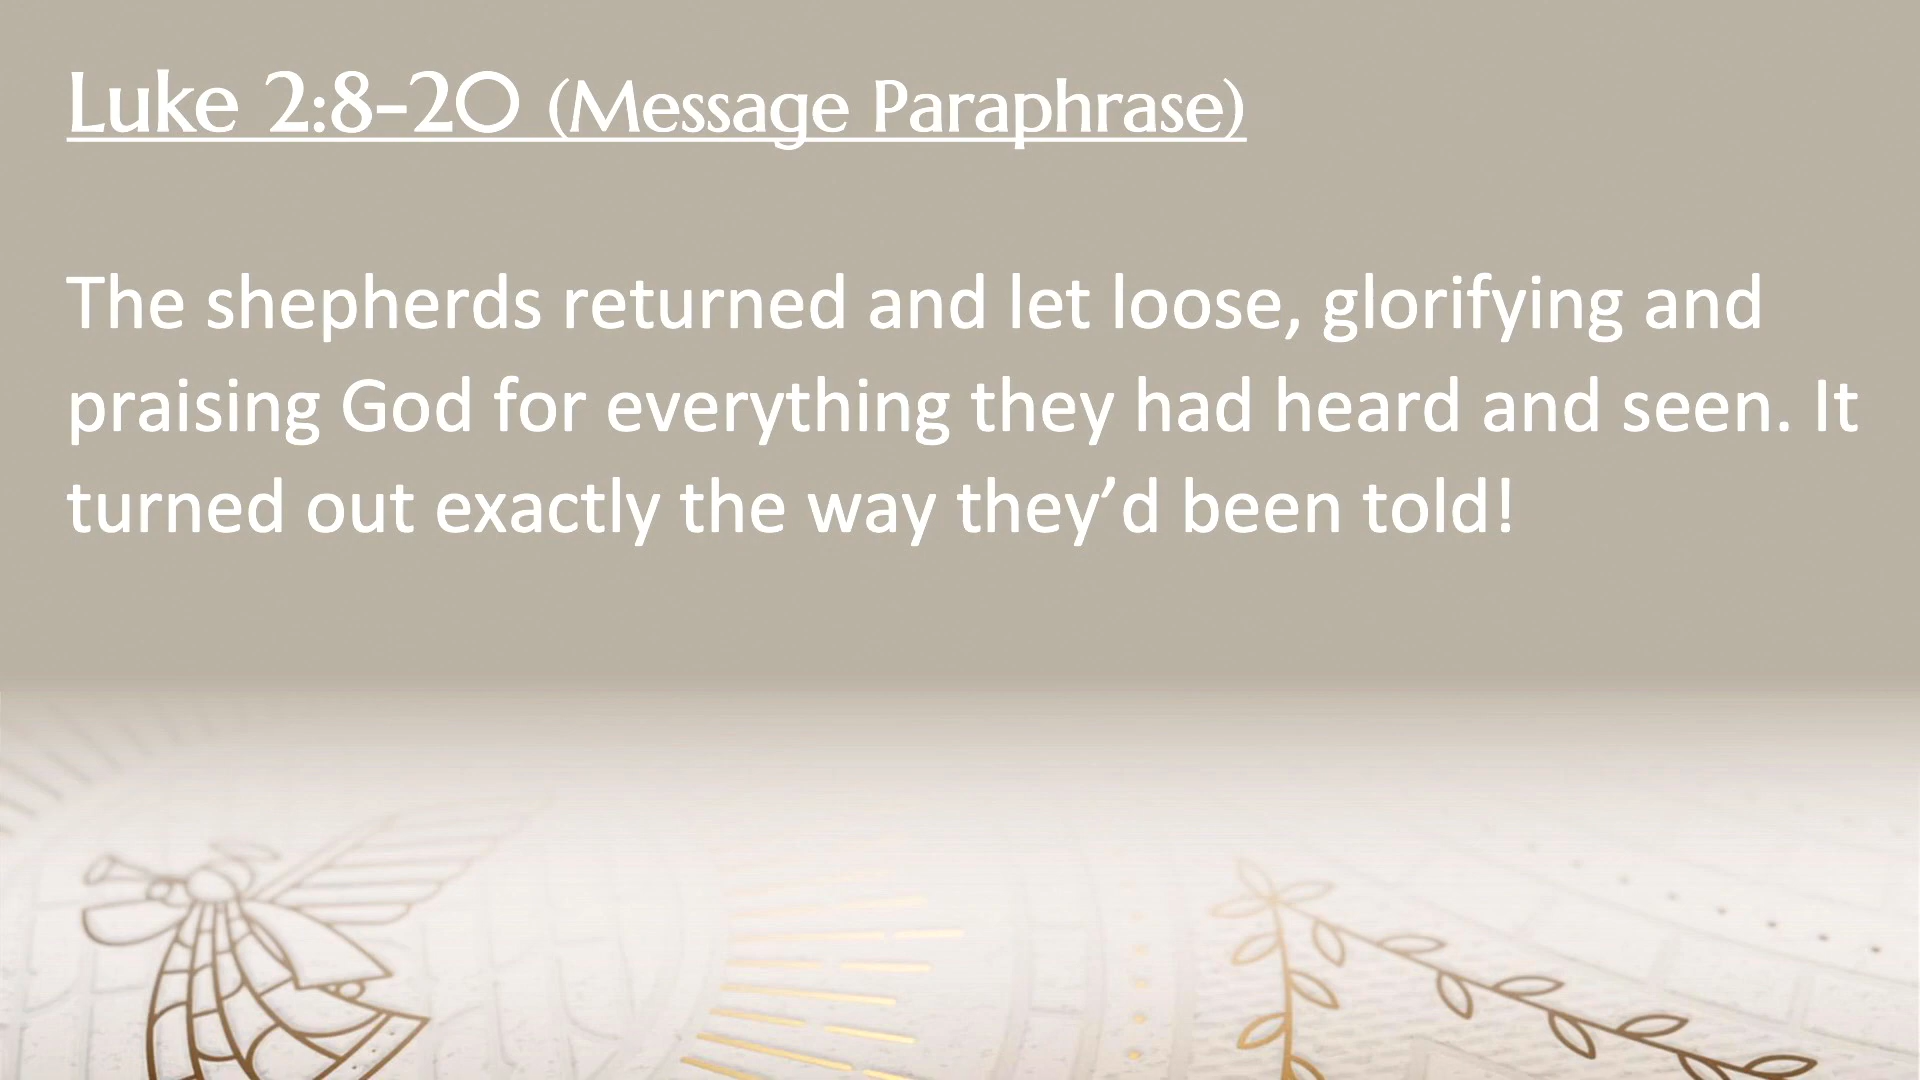 Luke 2:8-20 (Message Paraphrase)
The shepherds returned and let loose, glorifying and
praising God for everything they had heard and seen. It
turned out exactly the way they’d been told!